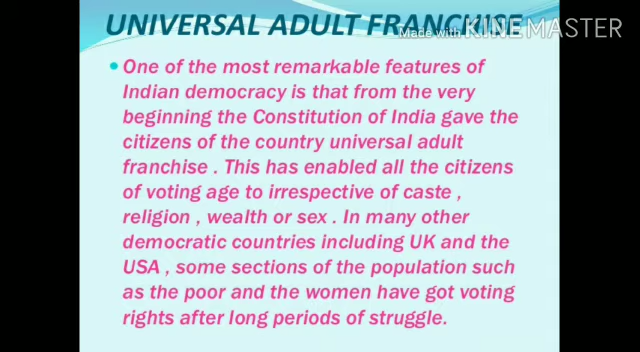 UNIVERSAL ADULT FRANCHISE
Made with KINEMASTER
One of the most remarkable features of
Indian democracy is that from the very
beginning the Constitution of India gave the
citizens of the country universal adult
franchise . This has enabled all the citizens
of voting age to irrespective of caste ,
religion , wealth or sex . In many other
democratic countries including UK and the
USA , some sections of the population such
as the poor and the women have got voting
rights after long periods of struggle.